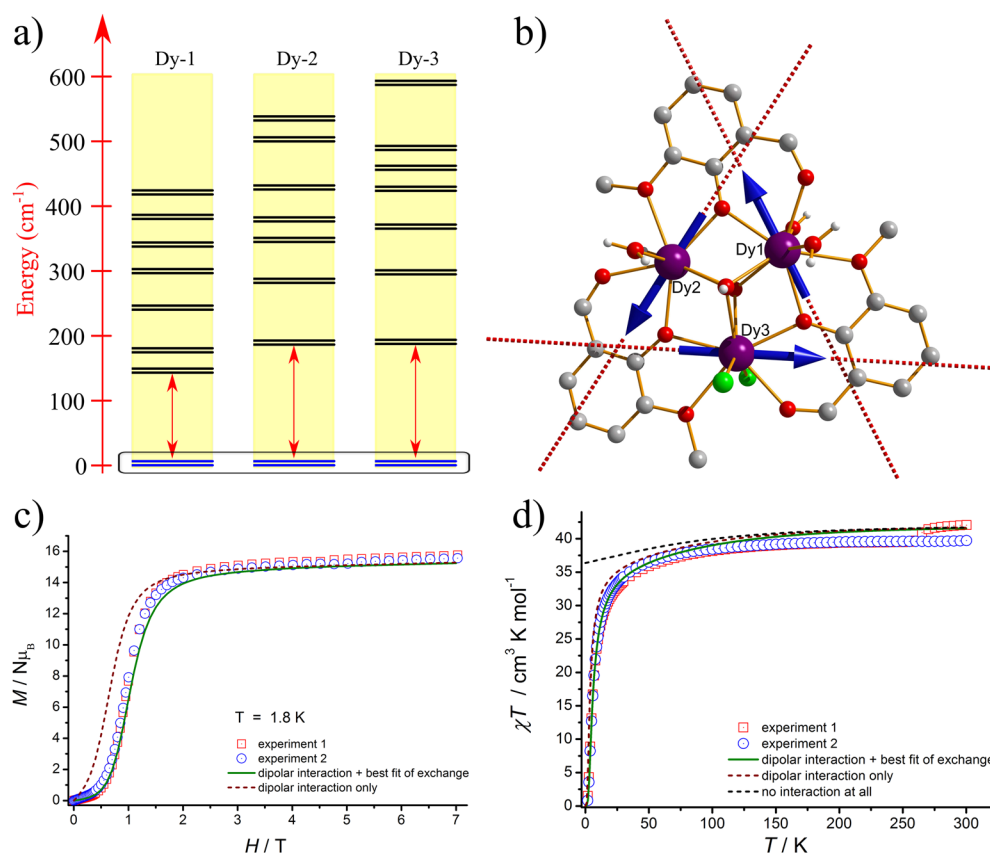 a)
Dy-1 Dy-2 Dy-3
600
500
400
300
200
100
0
Energy (cm⁻¹)
b)
Dy1
Dy2
Dy3
c)
16
14
12
10
8
6
4
2
0
M / Nμ_B
T = 1.8 K
experiment 1
experiment 2
dipolar interaction + best fit of exchange
dipolar interaction only
0 1 2 3 4 5 6 7
H / T
d)
40
35
30
25
20
15
10
5
0
χT / cm³ K mol⁻¹
experiment 1
experiment 2
dipolar interaction + best fit of exchange
dipolar interaction only
no interaction at all
0 50 100 150 200 250 300
T / K